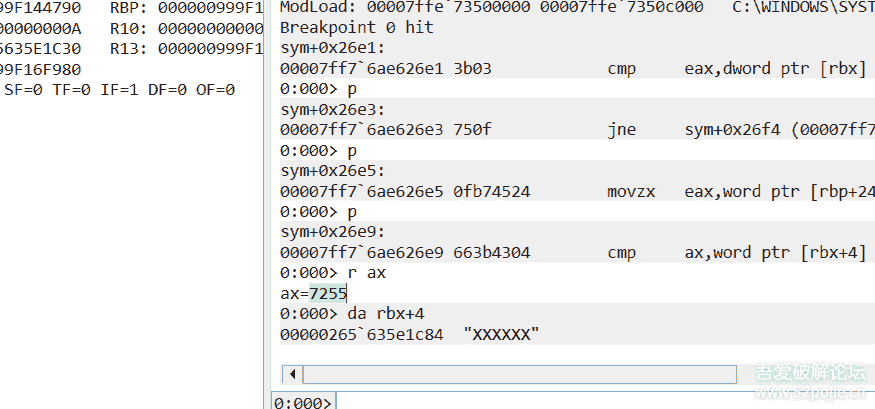 99F144790 RBP: 000000999F1
00000000A R10: 00000000000
5635E1C30 R13: 000000999F1
99F16F980
SF=0 TF=0 IF=1 DF=0 OF=0
ModLoad: 00007ffe`73500000 00007ffe`7350c000 C:\WINDOWS\SYST
Breakpoint 0 hit
sym+0x26e1:
00007ff7`6ae626e1 3b03 cmp eax,dword ptr [rbx]
0:000> p
sym+0x26e3:
00007ff7`6ae626e3 750f jne sym+0x26f4 (00007ff7
0:000> p
sym+0x26e5:
00007ff7`6ae626e5 0fb74524 movzx eax,word ptr [rbp+24
0:000> p
sym+0x26e9:
00007ff7`6ae626e9 663b4304 cmp ax,word ptr [rbx+4]
0:000> r ax
ax=7255
0:000> da rbx+4
00000265`635e1c84 "XXXXXX"
0:000>
吾爱破解论坛
www.52pojie.cn